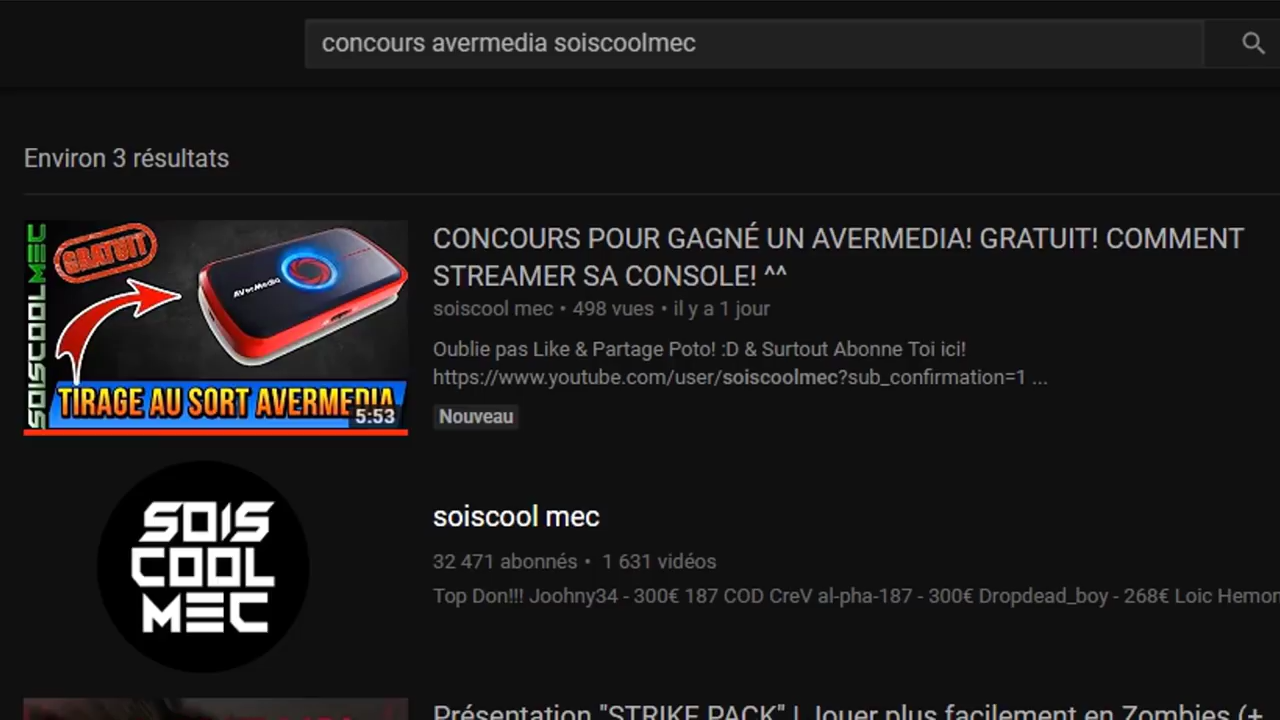 concours avermedia soiscoolmec
Environ 3 résultats
SOISCOOLMEC
GRATUIT
AVerMedia
TIRAGE AU SORT AVERMEDIA
5:53
CONCOURS POUR GAGNÉ UN AVERMEDIA! GRATUIT! COMMENT
STREAMER SA CONSOLE! ^^
soiscool mec • 498 vues • il y a 1 jour
Oublie pas Like & Partage Poto! :D & Surtout Abonne Toi ici!
https://www.youtube.com/user/soiscoolmec?sub_confirmation=1 ...
Nouveau
SOIS
COOL
MEC
soiscool mec
32 471 abonnés • 1 631 vidéos
Top Don!!! Joohny34 - 300€ 187 COD CreV al-pha-187 - 300€ Dropdead_boy - 268€ Loic Hemon
Présentation "STRIKE PACK" | Jouer plus facilement en Zombies (+